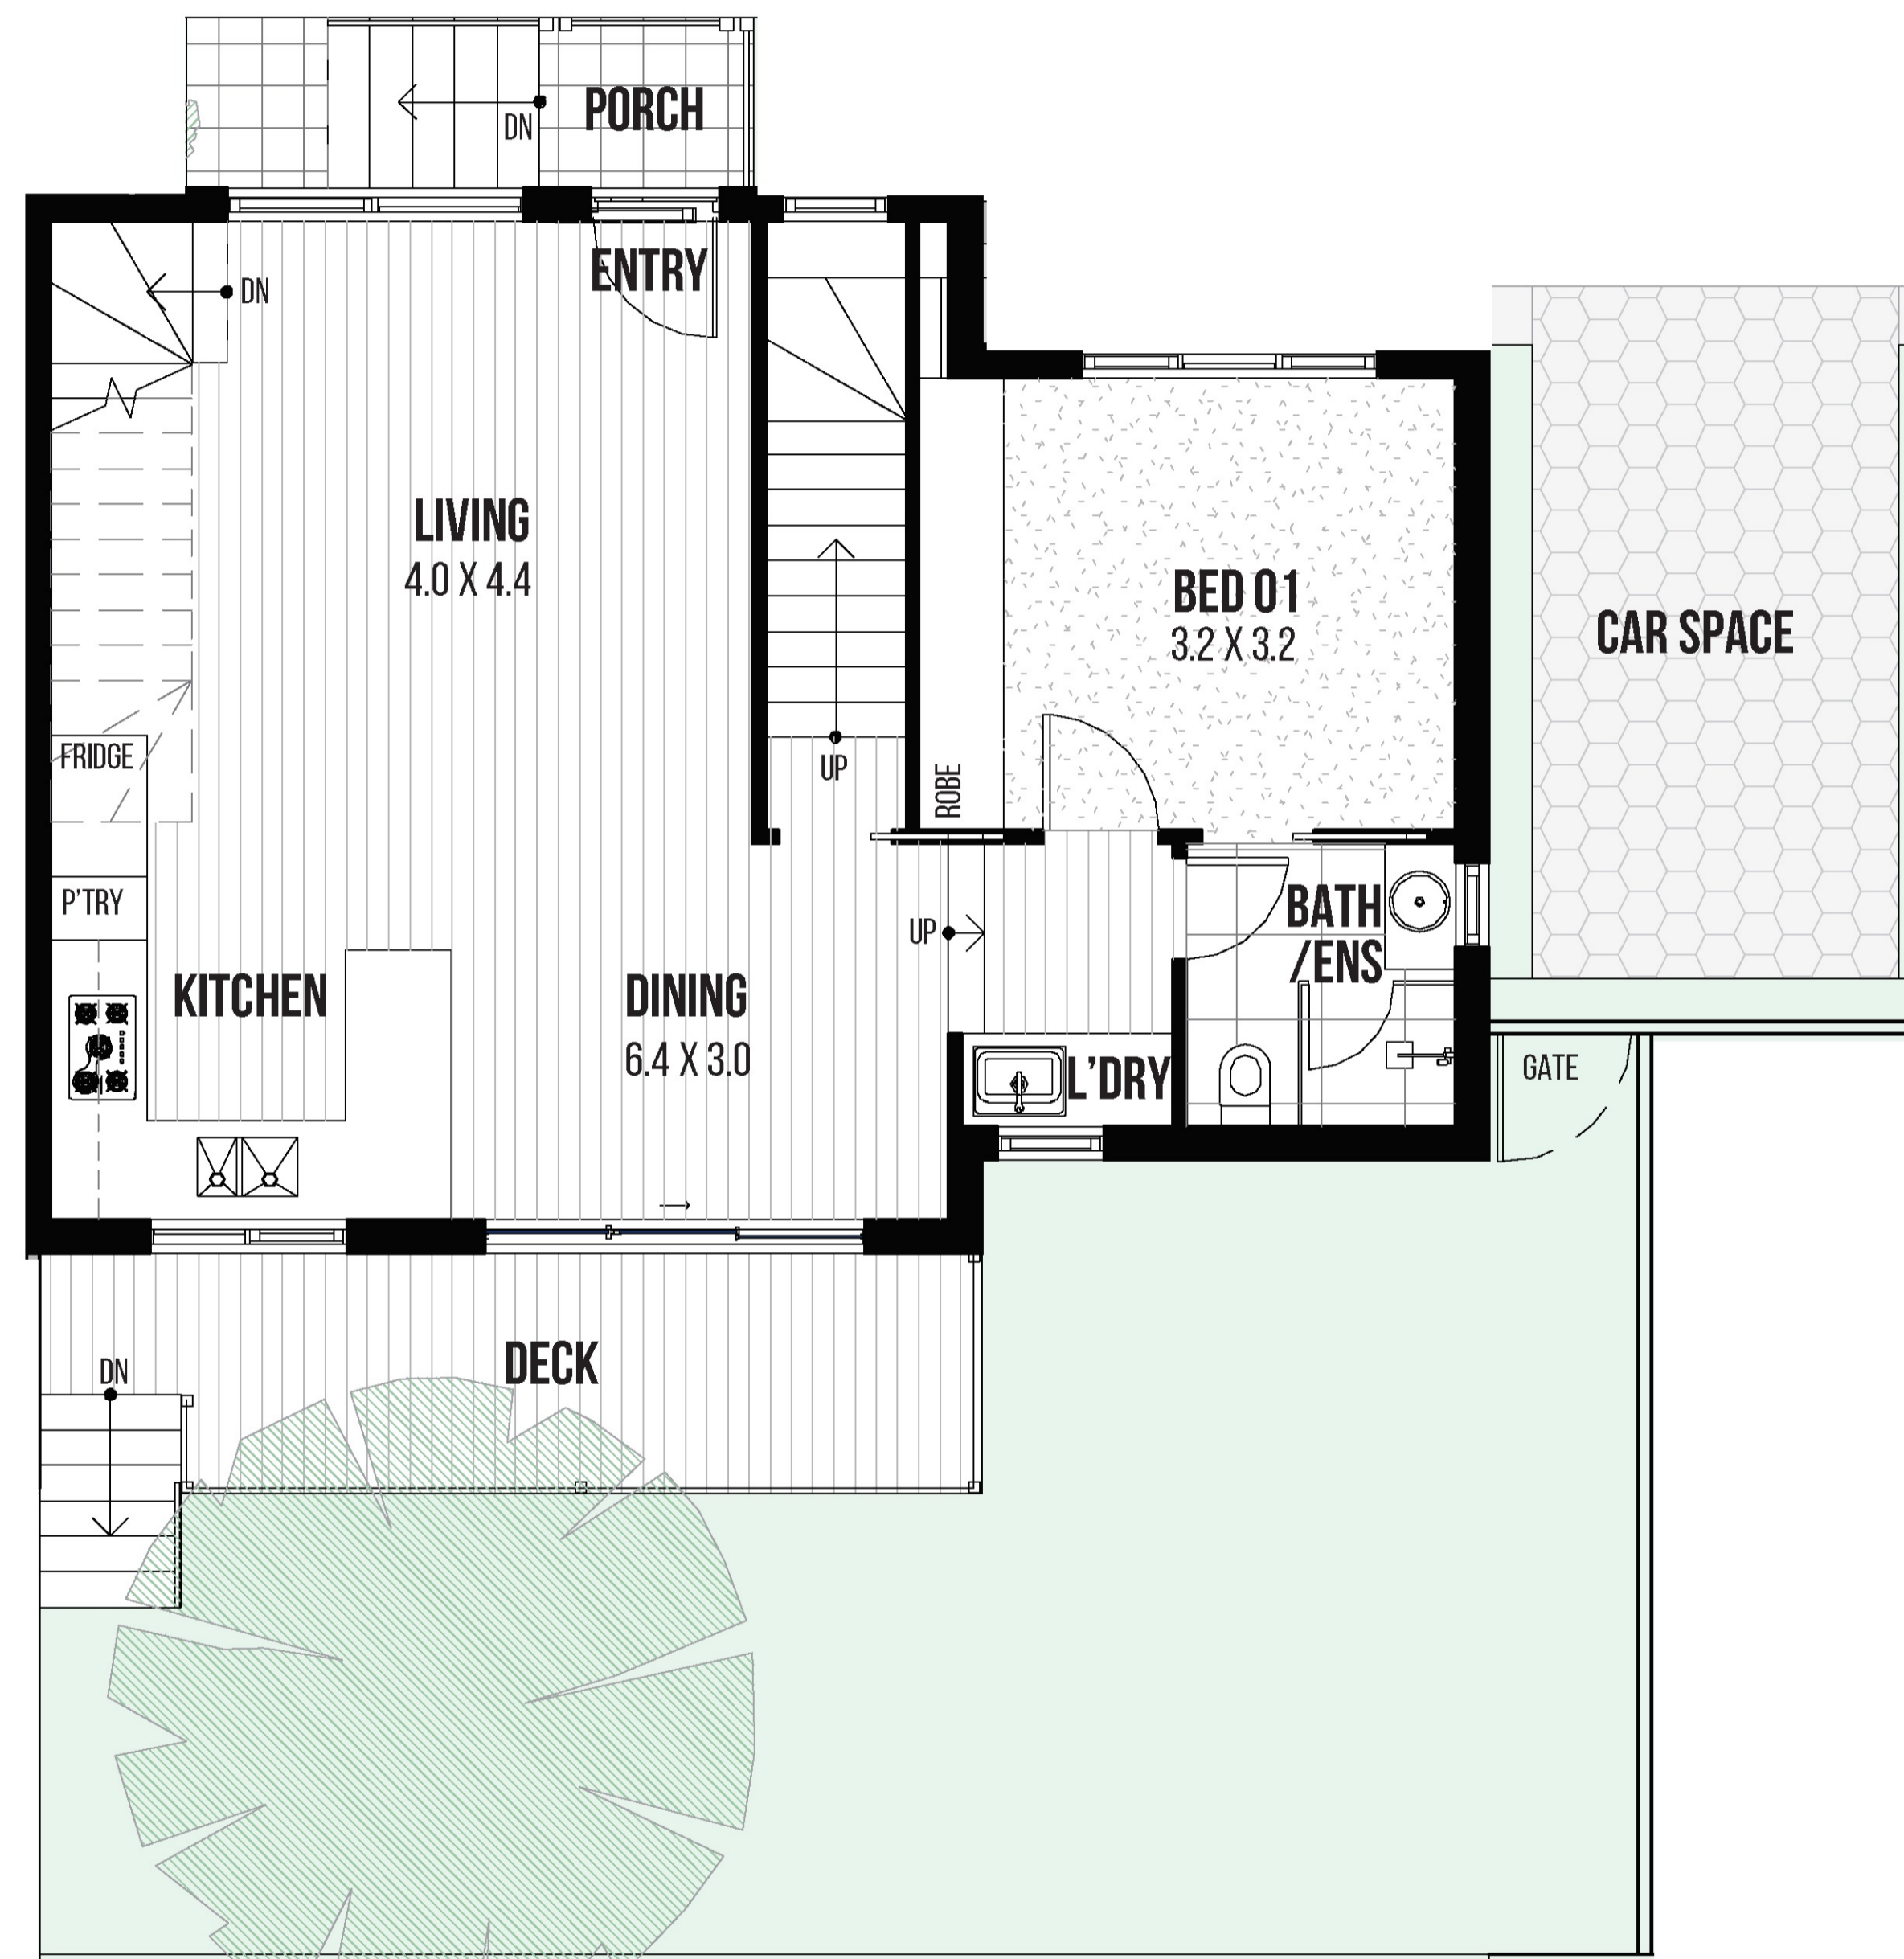 PORCH
DN
ENTRY
DN
LIVING
4.0 X 4.4
BED 01
3.2 X 3.2
CAR SPACE
FRIDGE
UP
ROBE
P'TRY
BATH
/ENS
UP
KITCHEN
DINING
6.4 X 3.0
L'DRY
GATE
DECK
DN